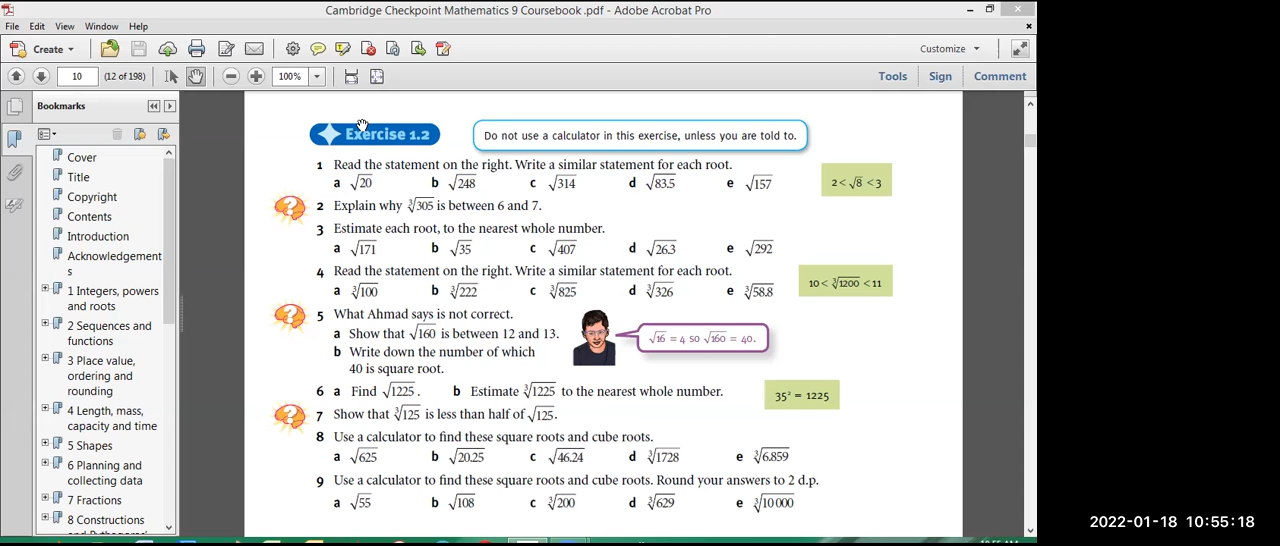 Cambridge Checkpoint Mathematics 9 Coursebook .pdf - Adobe Acrobat Pro
File Edit View Window Help
Create
Customize
10 (12 of 198) 100% Tools Sign Comment
Bookmarks
Cover
Title
Copyright
Contents
Introduction
Acknowledgement
s
1 Integers, powers
and roots
2 Sequences and
functions
3 Place value,
ordering and
rounding
4 Length, mass,
capacity and time
5 Shapes
6 Planning and
collecting data
7 Fractions
8 Constructions
Exercise 1.2
Do not use a calculator in this exercise, unless you are told to.
1 Read the statement on the right. Write a similar statement for each root.
a √20 b √248 c √314 d √83.5 e √157
2 < √8 < 3
2 Explain why ∛305 is between 6 and 7.
3 Estimate each root, to the nearest whole number.
a √171 b √35 c √407 d √26.3 e √292
4 Read the statement on the right. Write a similar statement for each root.
a ∛100 b ∛222 c ∛825 d ∛326 e ∛58.8
10 < ∛1200 < 11
5 What Ahmad says is not correct.
a Show that √160 is between 12 and 13.
b Write down the number of which
40 is square root.
√16 = 4 so √160 = 40.
6 a Find √1225. b Estimate ∛1225 to the nearest whole number.
35² = 1225
7 Show that ∛125 is less than half of √125.
8 Use a calculator to find these square roots and cube roots.
a √625 b √20.25 c √46.24 d ∛1728 e ∛6.859
9 Use a calculator to find these square roots and cube roots. Round your answers to 2 d.p.
a √55 b √108 c ∛200 d ∛629 e ∛10 000
2022-01-18 10:55:18